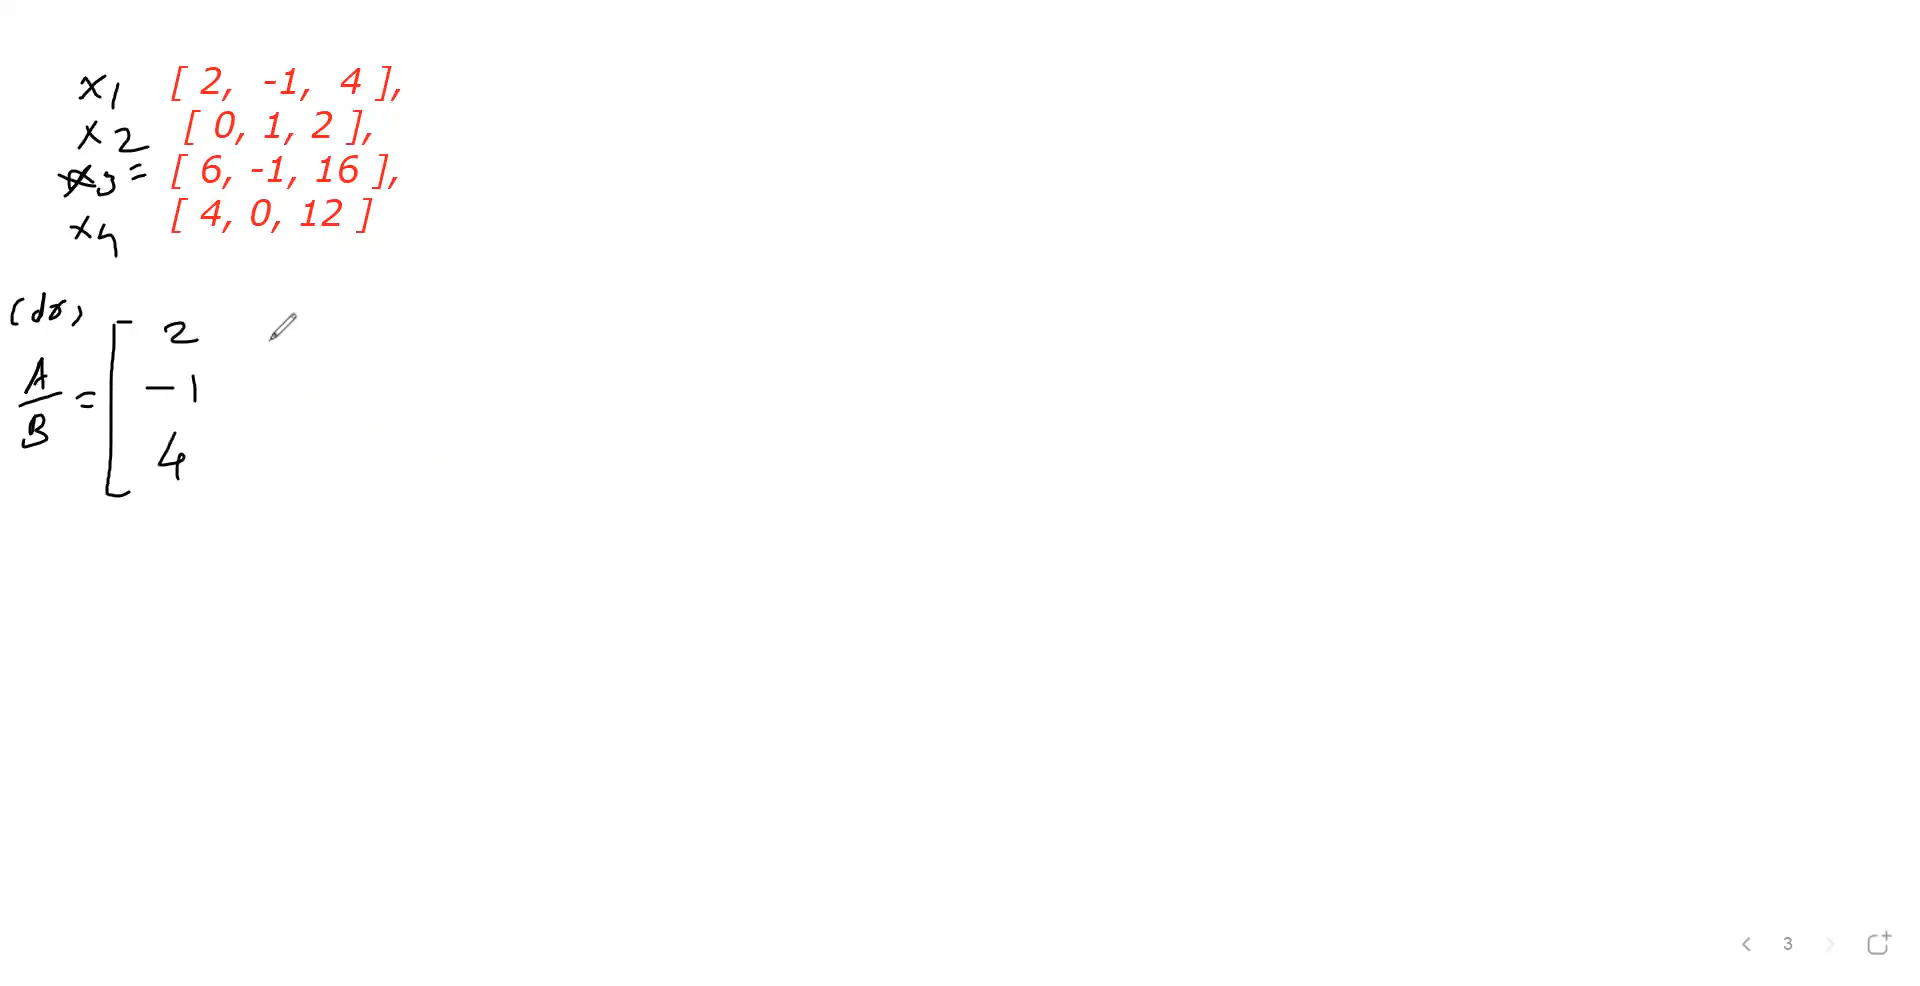 x1 [ 2, -1, 4 ],
x2 [ 0, 1, 2 ],
x3 = [ 6, -1, 16 ],
x4 [ 4, 0, 12 ]
(or)
A/B = [ 2
-1
4
3